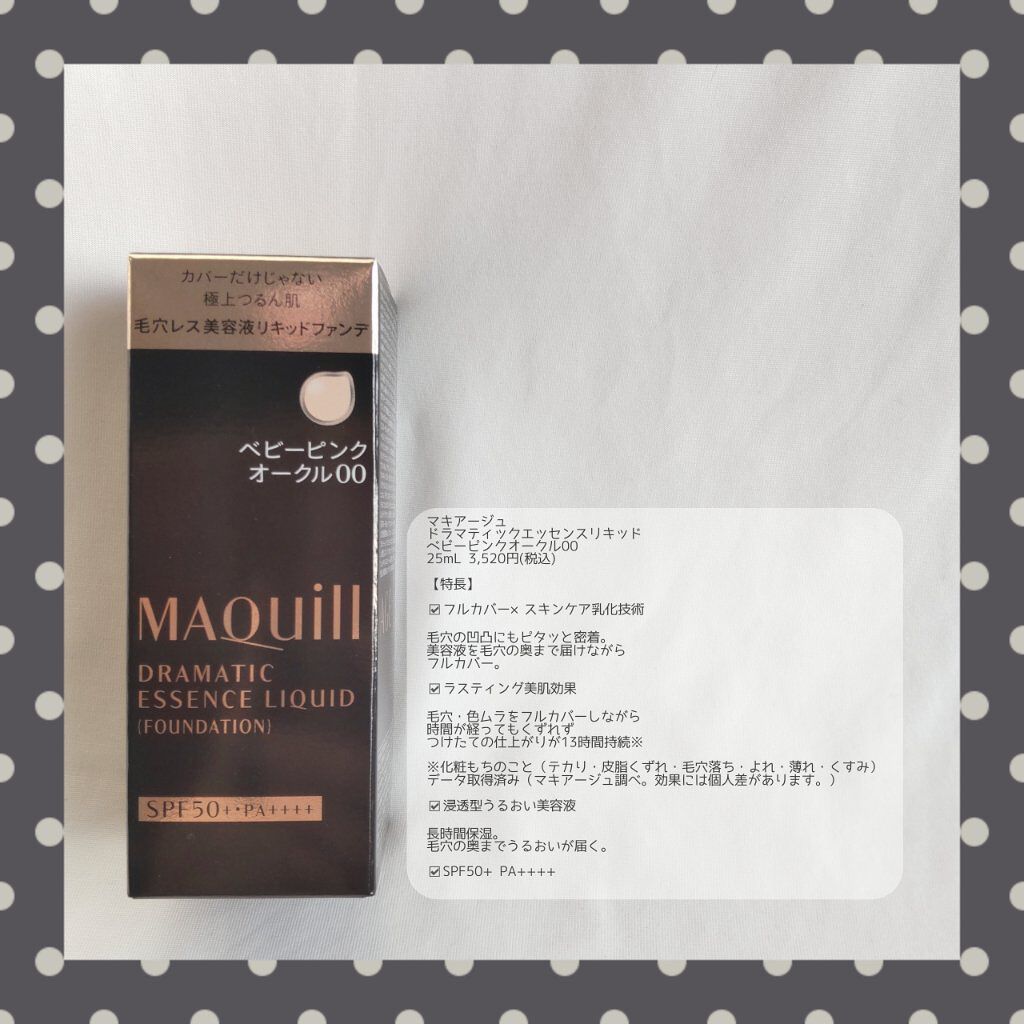 カバーだけじゃない
極上つるん肌
毛穴レス美容液リキッドファンデ
ベビーピンク
オークル00
MAQuill
DRAMATIC
ESSENCE LIQUID
(FOUNDATION)
SPF50+・PA++++
マキアージュ
ドラマティックエッセンスリキッド
ベビーピンクオークル00
25mL 3,520円(税込)
【特長】
☑フルカバー× スキンケア乳化技術
毛穴の凹凸にもピタッと密着。
美容液を毛穴の奥まで届けながら
フルカバー。
☑ラスティング美肌効果
毛穴・色ムラをフルカバーしながら
時間が経ってもくずれず
つけたての仕上がりが13時間持続※
※化粧もちのこと（テカリ・皮脂くずれ・毛穴落ち・よれ・薄れ・くすみ）
データ取得済み（マキアージュ調べ。効果には個人差があります。）
☑浸透型うるおい美容液
長時間保湿。
毛穴の奥までうるおいが届く。
☑SPF50+ PA++++